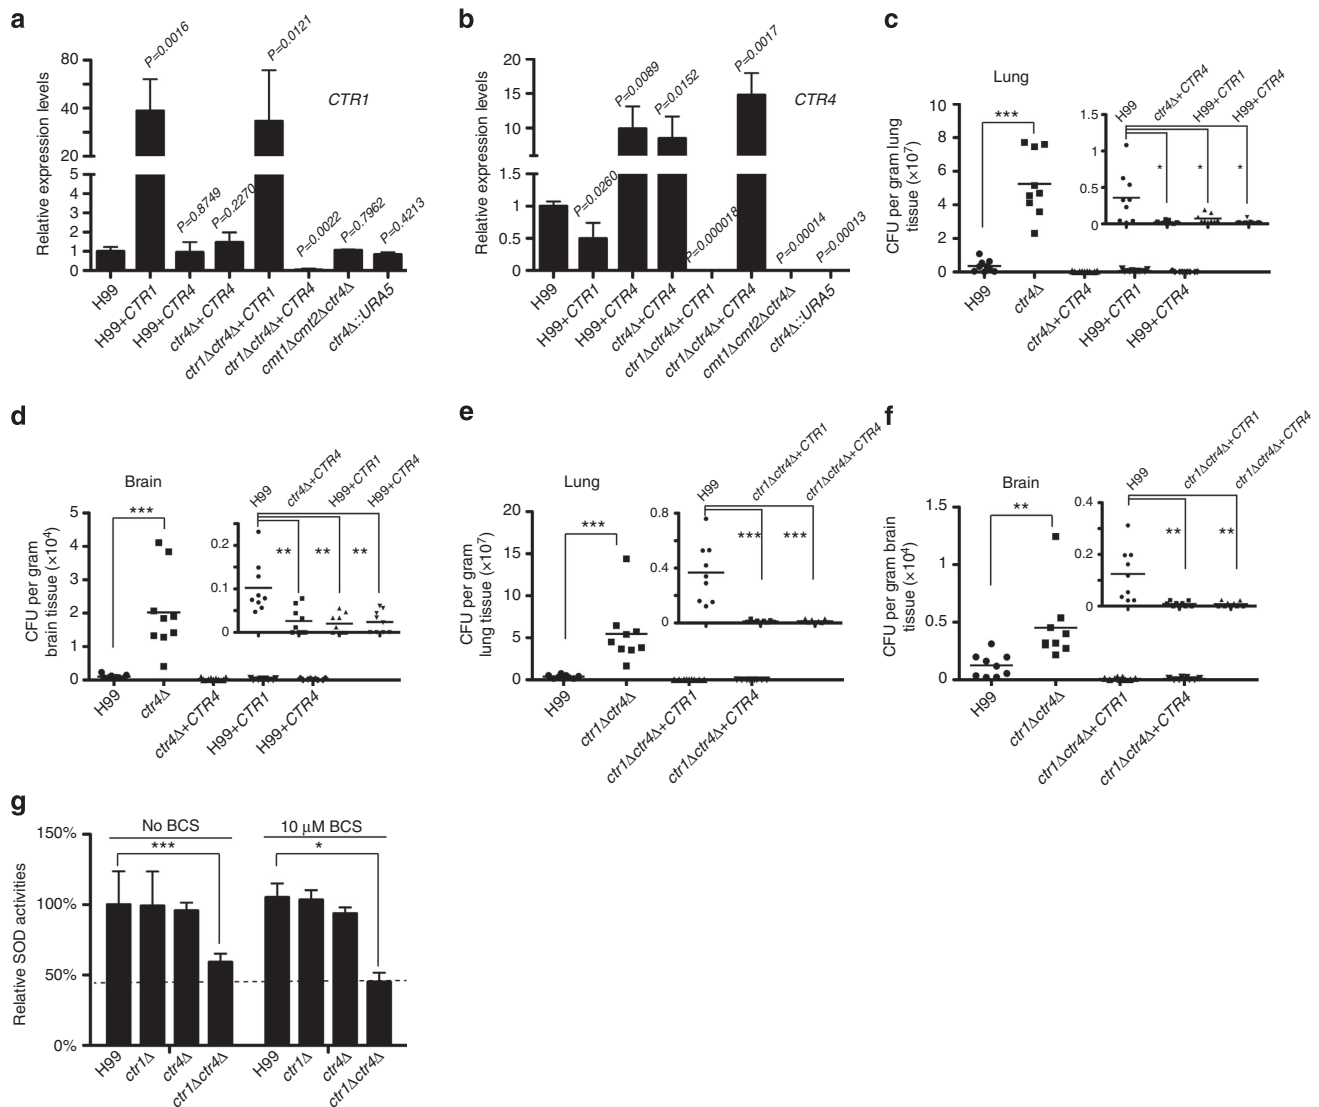 a
Relative expression levels
80
40
20
5
4
3
2
1
0
CTR1
P=0.0016
P=0.8749
P=0.2270
P=0.0121
P=0.0022
P=0.7962
P=0.4213
H99
H99+CTR1
H99+CTR4
ctr4Δ+CTR4
ctr1Δctr4Δ+CTR1
ctr1Δctr4Δ+CTR4
cmt1Δcmt2Δctr4Δ
ctr4Δ::URA5
b
Relative expression levels
20
15
10
1.5
1.0
0.5
0
CTR4
P=0.0260
P=0.0089
P=0.0152
P=0.000018
P=0.0017
P=0.00014
P=0.00013
H99
H99+CTR1
H99+CTR4
ctr4Δ+CTR4
ctr1Δctr4Δ+CTR1
ctr1Δctr4Δ+CTR4
cmt1Δcmt2Δctr4Δ
ctr4Δ::URA5
c
Lung
CFU per gram lung
tissue (×10⁷)
10
8
6
4
2
0
***
H99
ctr4Δ
ctr4Δ+CTR4
H99+CTR1
H99+CTR4
1.5
1
0.5
0
H99
ctr4Δ+CTR4
H99+CTR1
H99+CTR4
*
*
*
d
Brain
CFU per gram
brain tissue (×10⁴)
5
4
3
2
1
0
***
H99
ctr4Δ
ctr4Δ+CTR4
H99+CTR1
H99+CTR4
0.2
0.1
0
H99
ctr4Δ+CTR4
H99+CTR1
H99+CTR4
**
**
**
e
Lung
CFU per gram
lung tissue (×10⁷)
20
15
10
5
0
***
H99
ctr1Δctr4Δ
ctr1Δctr4Δ+CTR1
ctr1Δctr4Δ+CTR4
0.8
0.4
0
H99
ctr1Δctr4Δ+CTR1
ctr1Δctr4Δ+CTR4
***
***
f
Brain
CFU per gram brain
tissue (×10⁴)
1.5
1
0.5
0
**
H99
ctr1Δctr4Δ
ctr1Δctr4Δ+CTR1
ctr1Δctr4Δ+CTR4
0.4
0.2
0
H99
ctr1Δctr4Δ+CTR1
ctr1Δctr4Δ+CTR4
**
**
g
Relative SOD activities
150%
100%
50%
0%
No BCS
***
10 μM BCS
*
H99
ctr1Δ
ctr4Δ
ctr1Δctr4Δ
H99
ctr1Δ
ctr4Δ
ctr1Δctr4Δ